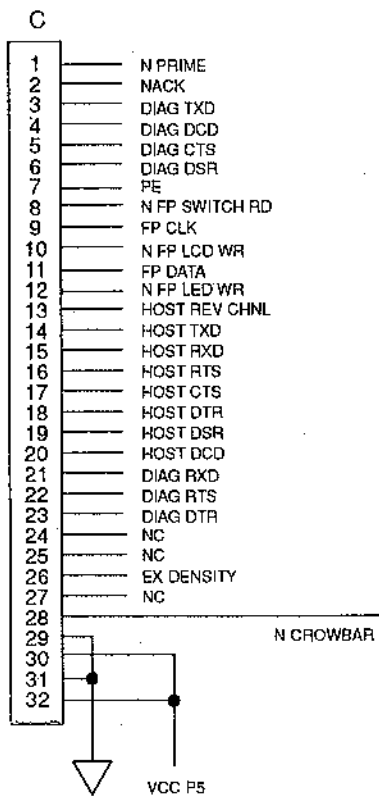 C
1 N PRIME
2 NACK
3 DIAG TXD
4 DIAG DCD
5 DIAG CTS
6 DIAG DSR
7 PE
8 N FP SWITCH RD
9 FP CLK
10 N FP LCD WR
11 FP DATA
12 N FP LED WR
13 HOST REV CHNL
14 HOST TXD
15 HOST RXD
16 HOST RTS
17 HOST CTS
18 HOST DTR
19 HOST DSR
20 HOST DCD
21 DIAG RXD
22 DIAG RTS
23 DIAG DTR
24 NC
25 NC
26 EX DENSITY
27 NC
28 N CROWBAR
29
30
31
32
VCC P5